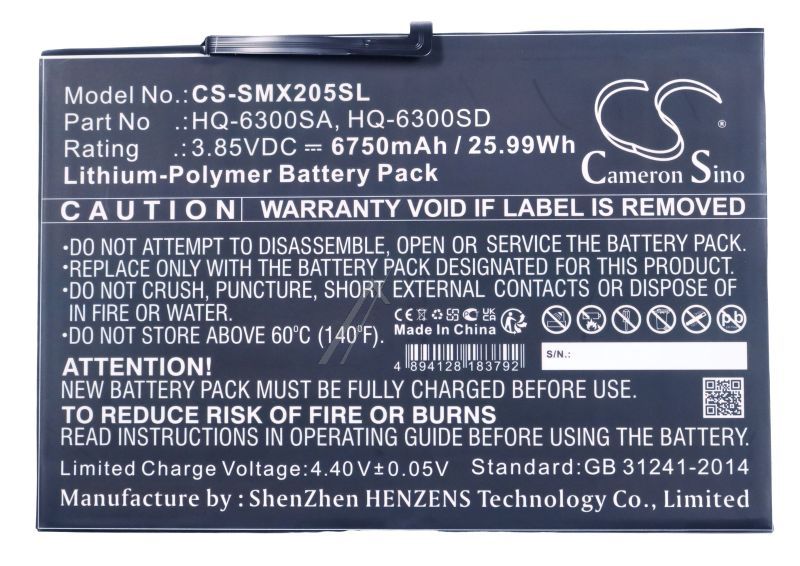 Model No.: CS-SMX205SL
Part No : HQ-6300SA, HQ-6300SD
Rating : 3.85VDC ⎓ 6750mAh / 25.99Wh
Lithium-Polymer Battery Pack
CS
®
Cameron Sino
CAUTION
WARRANTY VOID IF LABEL IS REMOVED
•DO NOT ATTEMPT TO DISASSEMBLE, OPEN OR SERVICE THE BATTERY PACK.
•REPLACE ONLY WITH THE BATTERY PACK DESIGNATED FOR THIS PRODUCT.
•DO NOT CRUSH, PUNCTURE, SHORT EXTERNAL CONTACTS OR DISPOSE OF
IN FIRE OR WATER.
•DO NOT STORE ABOVE 60°C (140°F).
CE
UK CA
Made In China
Pb
4 894128 183792
S/N.:
ATTENTION!
NEW BATTERY PACK MUST BE FULLY CHARGED BEFORE USE.
TO REDUCE RISK OF FIRE OR BURNS
READ INSTRUCTIONS IN OPERATING GUIDE BEFORE USING THE BATTERY.
Limited Charge Voltage: 4.40V±0.05V
Standard: GB 31241-2014
Manufacture by : ShenZhen HENZENS Technology Co., Limited